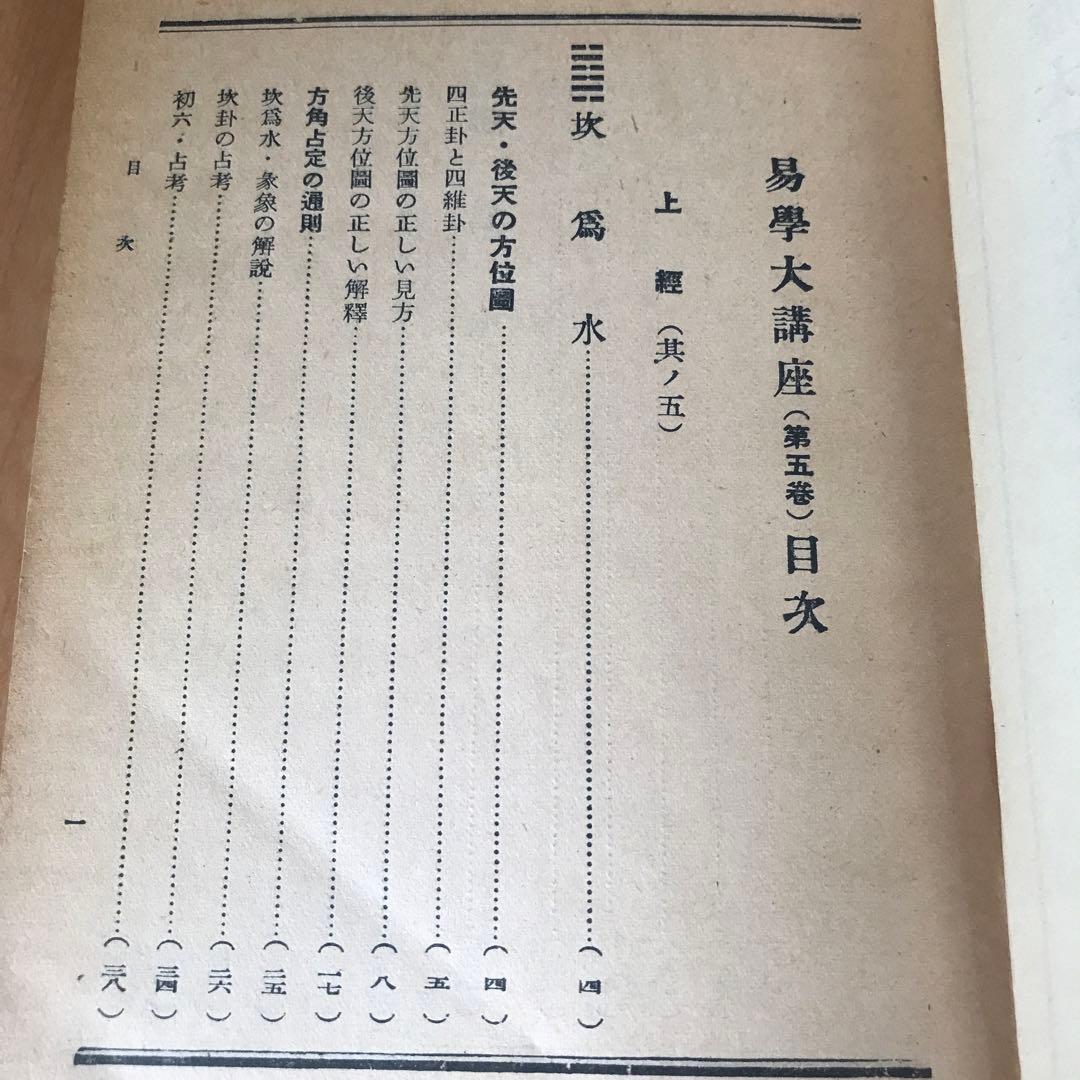 易學大講座(第五卷)目次
上經(其ノ五)
䷜坎爲水……(四)
先天・後天の方位圖……(四)
四正卦と四維卦……(五)
先天方位圖の正しい見方……(八)
後天方位圖の正しい解釋……(一七)
方角占定の通則……(二五)
坎爲水・彖象の解說……(二六)
坎卦の占考……(三四)
初六・占考……(三八)
目次
一